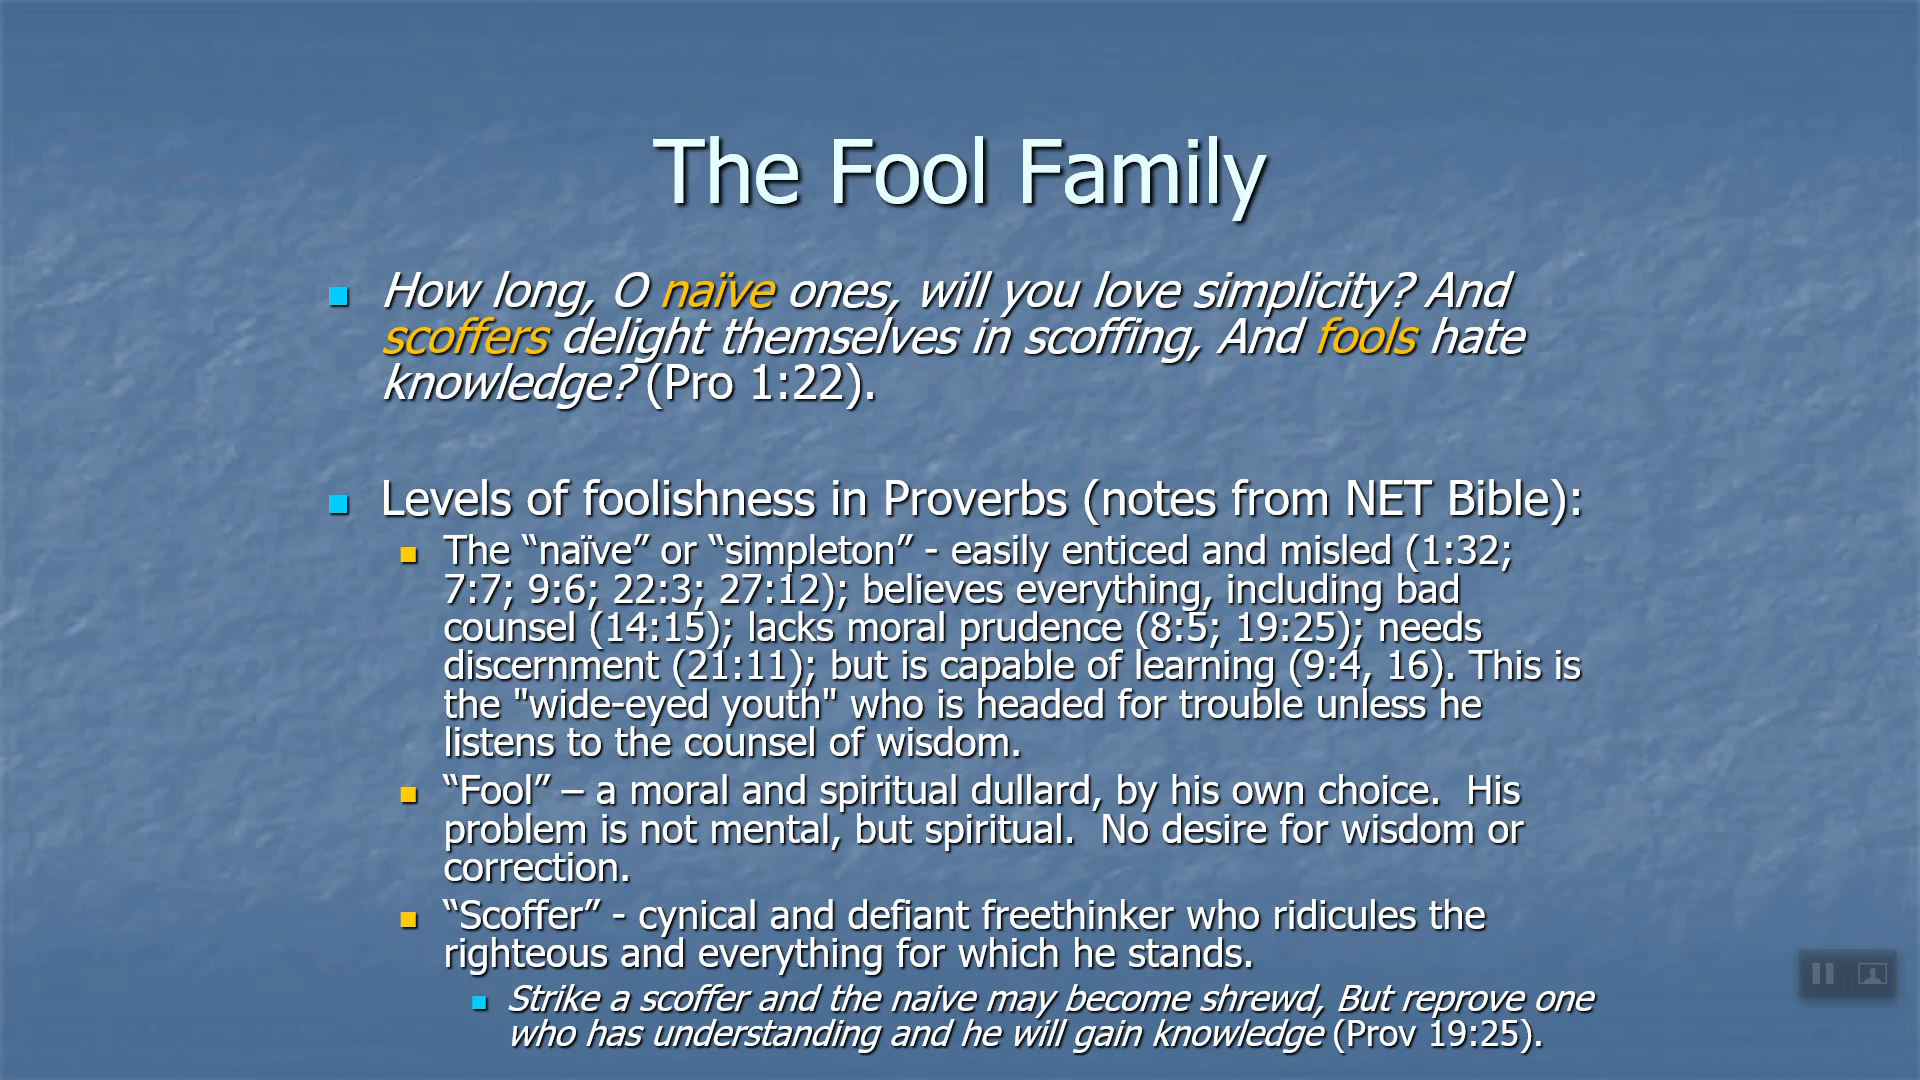 The Fool Family
How long, O naïve ones, will you love simplicity? And
scoffers delight themselves in scoffing, And fools hate
knowledge? (Pro 1:22).
Levels of foolishness in Proverbs (notes from NET Bible):
The “naïve” or “simpleton” - easily enticed and misled (1:32;
7:7; 9:6; 22:3; 27:12); believes everything, including bad
counsel (14:15); lacks moral prudence (8:5; 19:25); needs
discernment (21:11); but is capable of learning (9:4, 16). This is
the "wide-eyed youth" who is headed for trouble unless he
listens to the counsel of wisdom.
“Fool” – a moral and spiritual dullard, by his own choice.  His
problem is not mental, but spiritual.  No desire for wisdom or
correction.
“Scoffer” - cynical and defiant freethinker who ridicules the
righteous and everything for which he stands.
Strike a scoffer and the naive may become shrewd, But reprove one
who has understanding and he will gain knowledge (Prov 19:25).